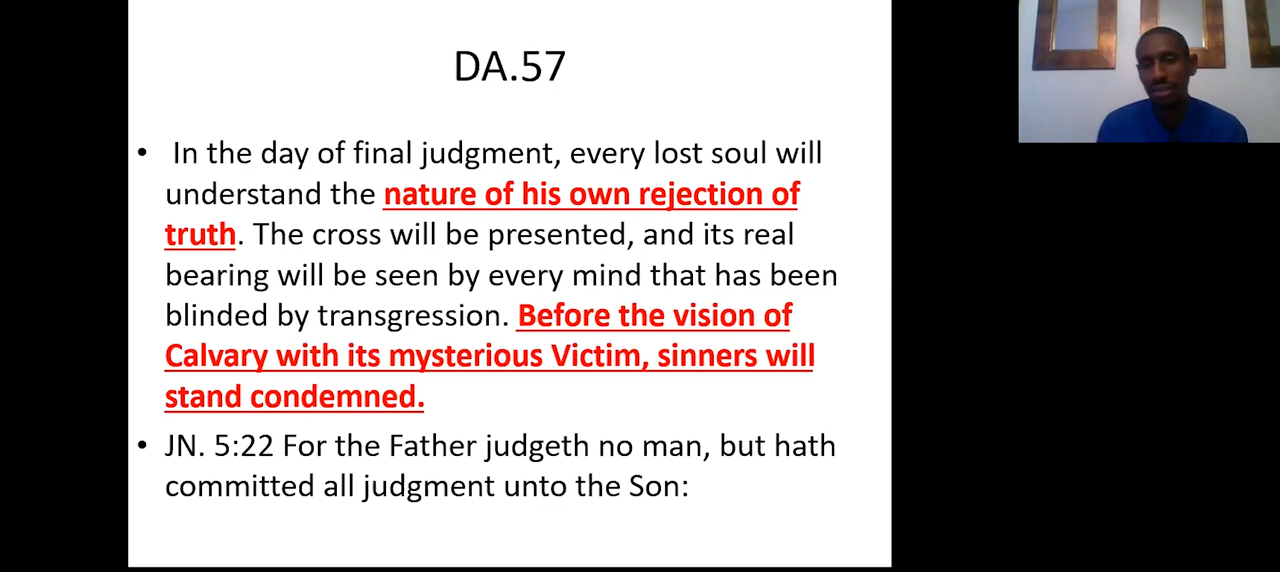 DA.57
• In the day of final judgment, every lost soul will
understand the nature of his own rejection of
truth. The cross will be presented, and its real
bearing will be seen by every mind that has been
blinded by transgression. Before the vision of
Calvary with its mysterious Victim, sinners will
stand condemned.
• JN. 5:22 For the Father judgeth no man, but hath
committed all judgment unto the Son: